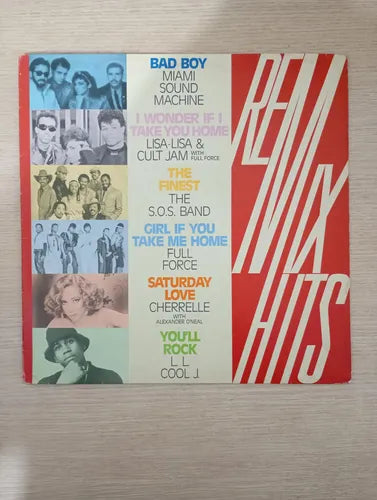 BAD BOY
MIAMI
SOUND
MACHINE
I WONDER IF I
TAKE YOU HOME
LISA-LISA &
CULT JAM WITH FULL FORCE
THE
FINEST
THE
S.O.S. BAND
GIRL IF YOU
TAKE ME HOME
FULL
FORCE
SATURDAY
LOVE
CHERRELLE
WITH
ALEXANDER O'NEAL
YOU'LL
ROCK
L L
COOL J.
REMIX
HITS